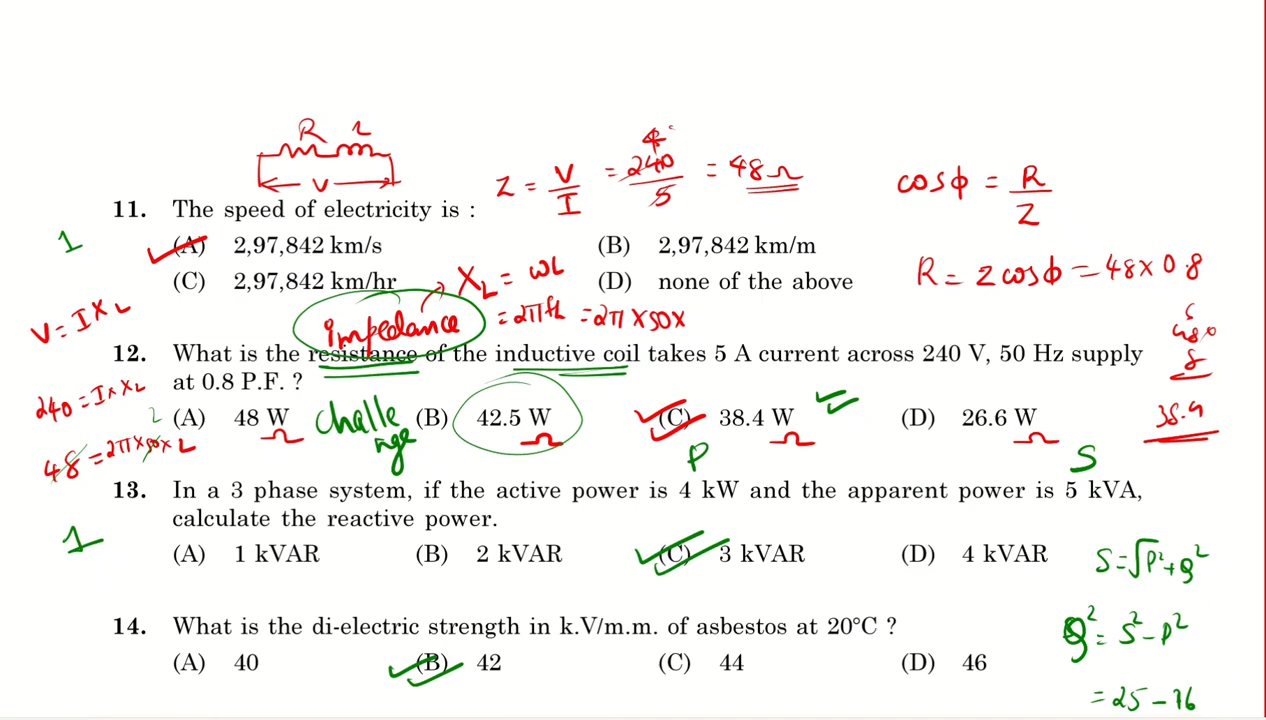 R L
V
Z = V/I = 240/5 = 48Ω
cosφ = R/Z
11. The speed of electricity is :
1
(A) 2,97,842 km/s (B) 2,97,842 km/m
(C) 2,97,842 km/hr (D) none of the above
R = Z cosφ = 48 x 0.8
X_L = ωL
= 2πfL = 2π x 50 x
V = I X_L
impedance
12. What is the resistance of the inductive coil takes 5 A current across 240 V, 50 Hz supply
at 0.8 P.F. ?
240 = I x X_L
48 = 2π x 50 x L
2
(A) 48 W (B) 42.5 W (C) 38.4 W (D) 26.6 W
Ω Ω Ω Ω
challenge
8
38.4
P S
13. In a 3 phase system, if the active power is 4 kW and the apparent power is 5 kVA,
calculate the reactive power.
1
(A) 1 kVAR (B) 2 kVAR (C) 3 kVAR (D) 4 kVAR
S = √P² + Q²
14. What is the di-electric strength in k.V/m.m. of asbestos at 20°C ?
Q² = S² - P²
(A) 40 (B) 42 (C) 44 (D) 46
= 25 - 16